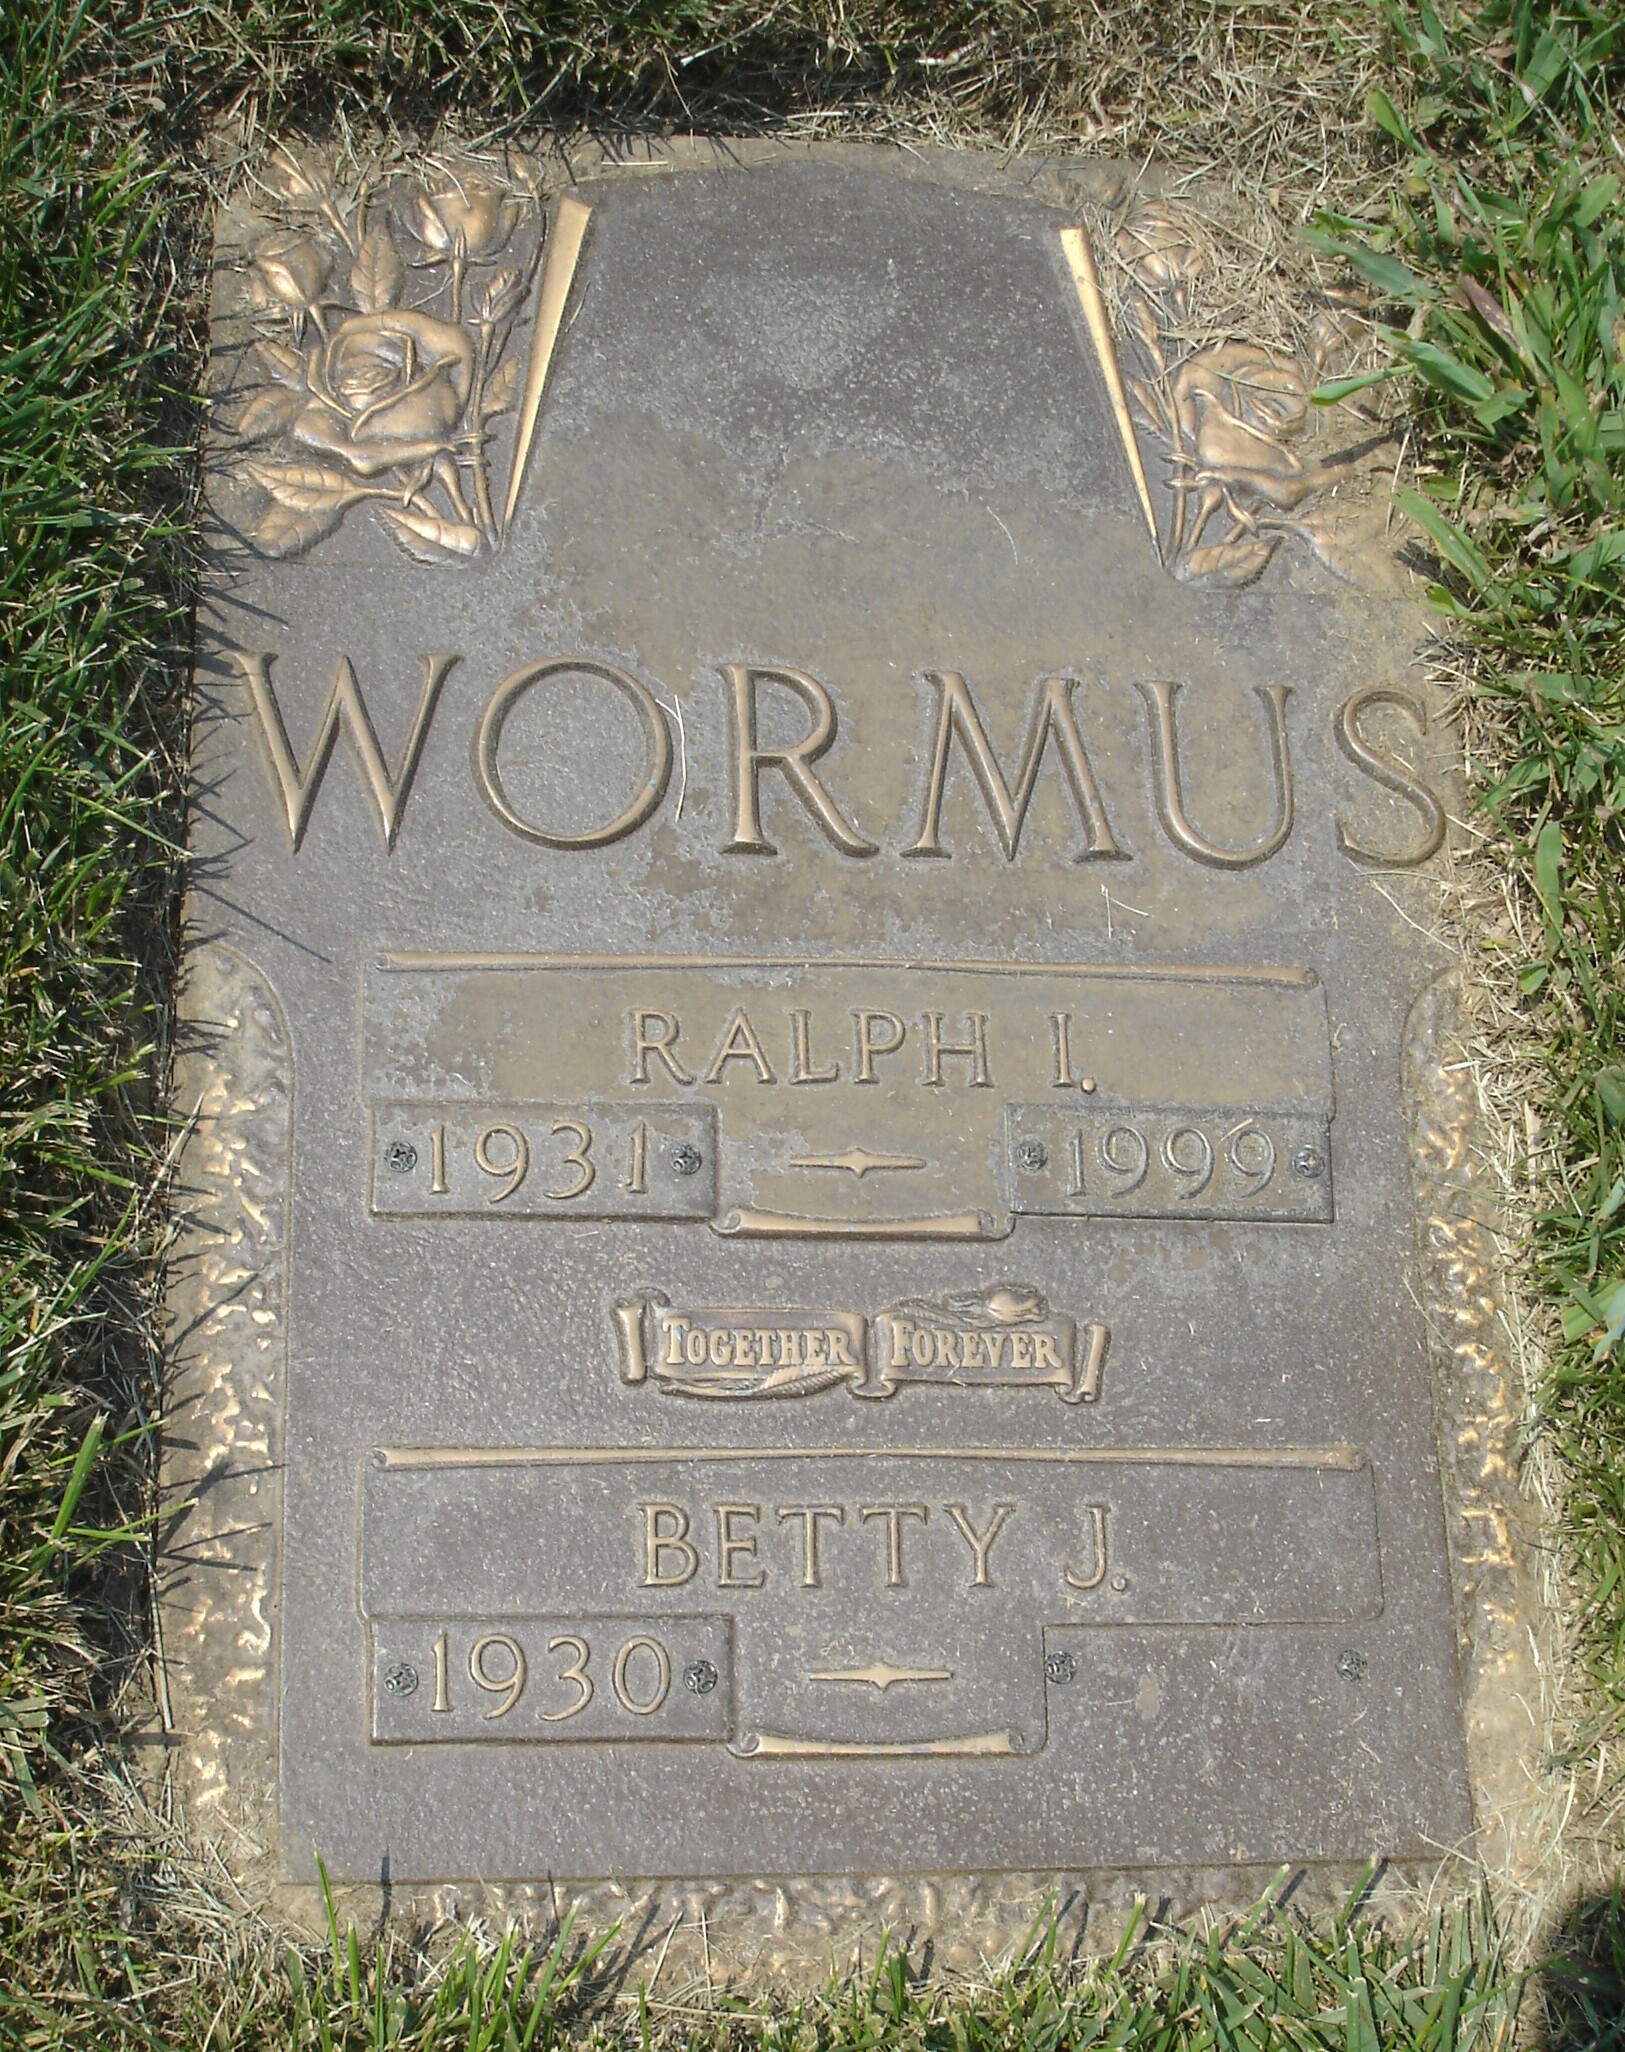 WORMUS
RALPH I.
1931 1999
TOGETHER FOREVER
BETTY J.
1930